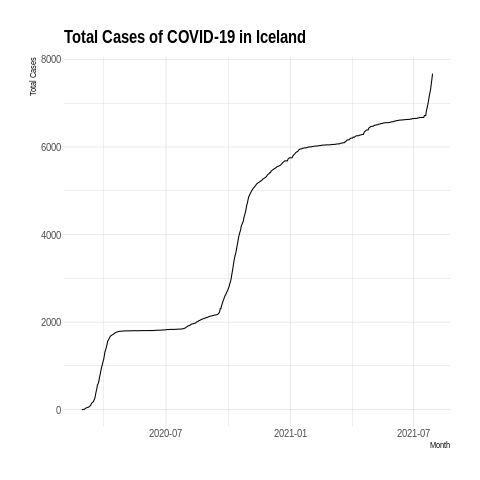 Total Cases of COVID-19 in Iceland
Total Cases
8000
6000
4000
2000
0
2020-07
2021-01
2021-07
Month